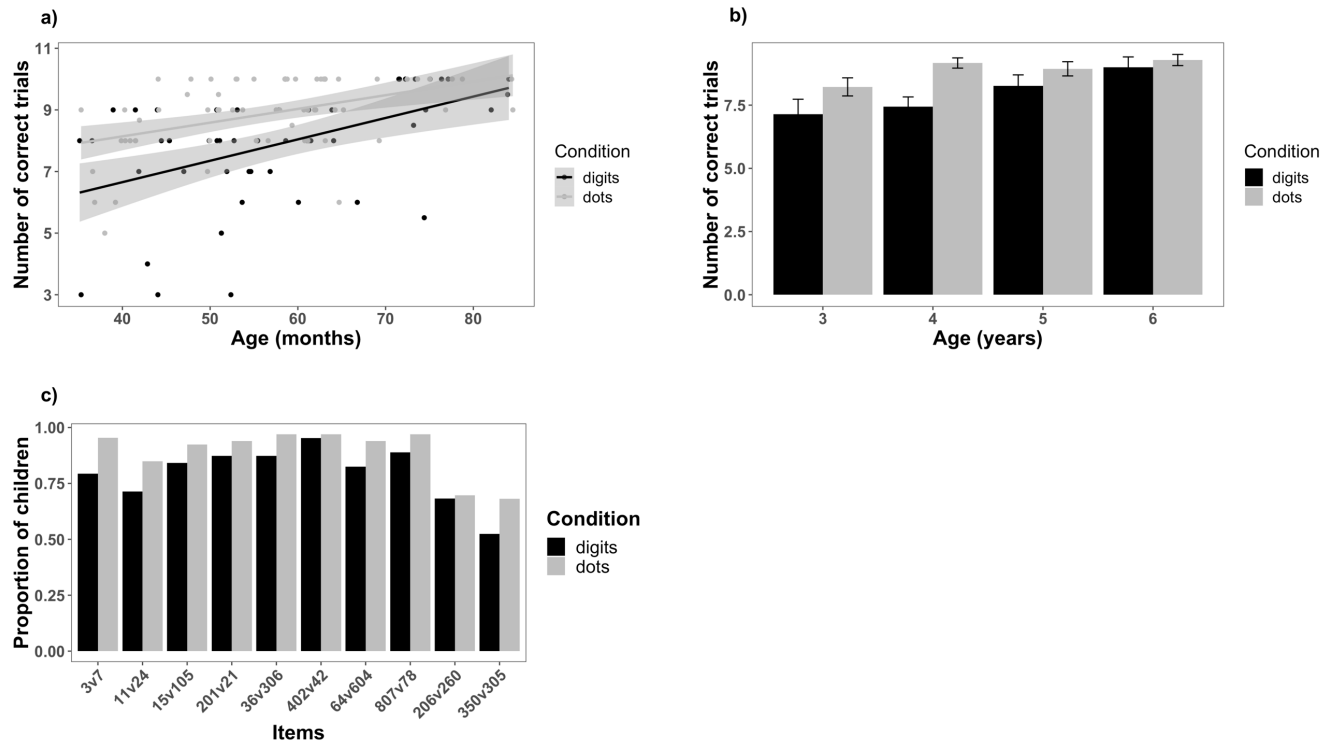 a)
11
9
7
5
3
Number of correct trials
40 50 60 70 80
Age (months)
Condition
digits
dots
b)
7.5
5.0
2.5
0.0
Number of correct trials
3 4 5 6
Age (years)
Condition
digits
dots
c)
1.00
0.75
0.50
0.25
0.00
Proportion of children
3v7 11v24 15v105 201v21 36v306 402v42 64v604 807v78 206v260 350v305
Items
Condition
digits
dots